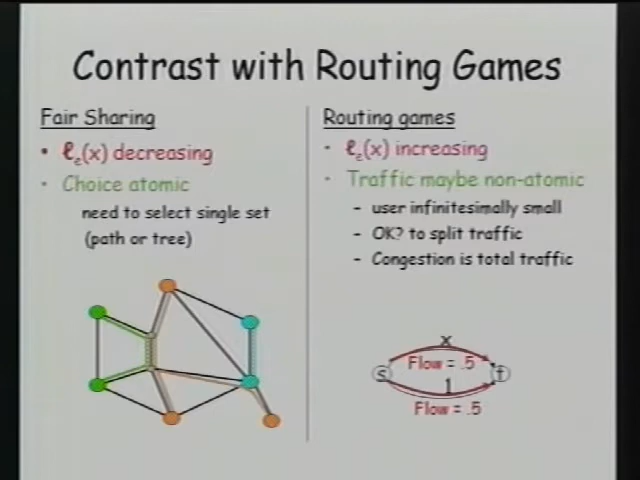 Contrast with Routing Games
Fair Sharing
• ℓe(x) decreasing
• Choice atomic
need to select single set
(path or tree)
Routing games
• ℓe(x) increasing
• Traffic maybe non-atomic
- user infinitesimally small
- OK? to split traffic
- Congestion is total traffic
x
s
Flow = .5
t
1
Flow = .5